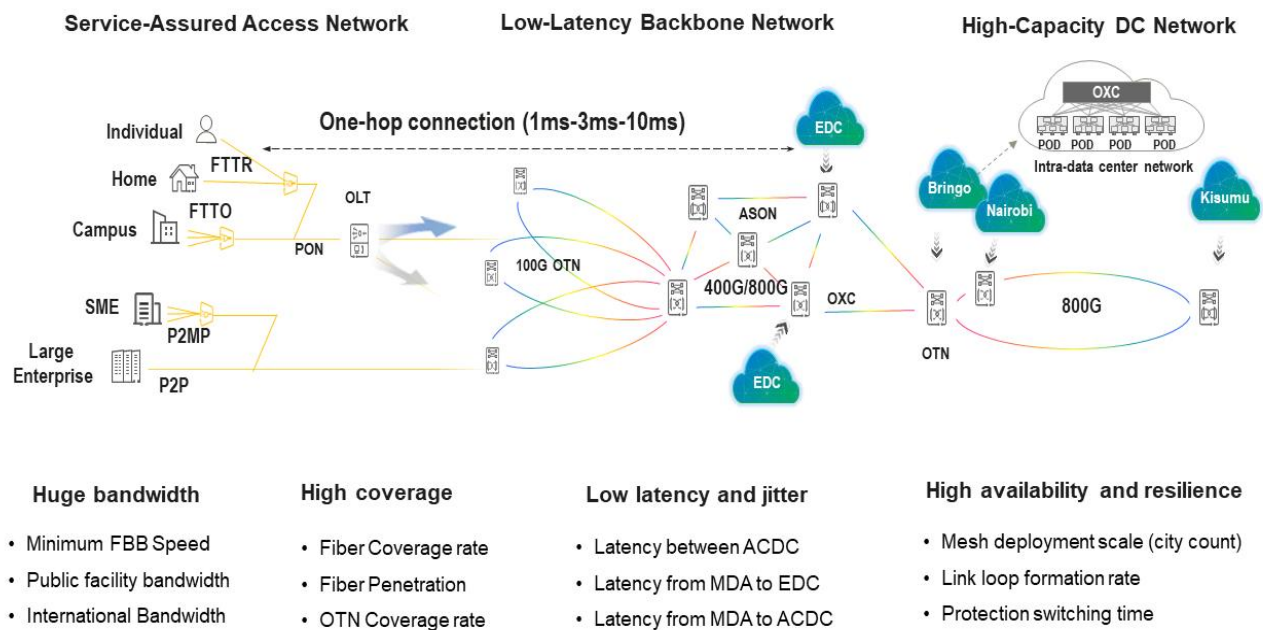 Service-Assured Access Network
Low-Latency Backbone Network
High-Capacity DC Network
OXC
POD POD POD POD
Intra-data center network
EDC
One-hop connection (1ms-3ms-10ms)
Individual
FTTR
Home
FTTO
Campus
OLT
PON
SME
P2MP
Large
Enterprise
P2P
100G OTN
ASON
400G/800G
OXC
EDC
Bringo
Nairobi
Kisumu
800G
OTN
Huge bandwidth
• Minimum FBB Speed
• Public facility bandwidth
• International Bandwidth
High coverage
• Fiber Coverage rate
• Fiber Penetration
• OTN Coverage rate
Low latency and jitter
• Latency between ACDC
• Latency from MDA to EDC
• Latency from MDA to ACDC
High availability and resilience
• Mesh deployment scale (city count)
• Link loop formation rate
• Protection switching time